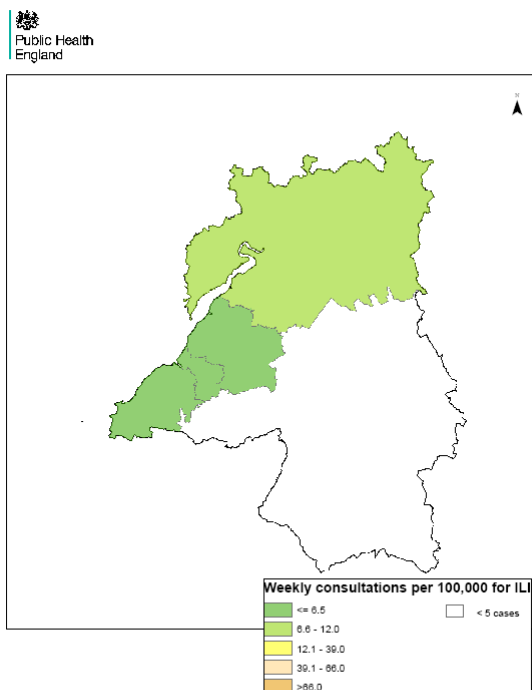 Public Health
England
N
Weekly consultations per 100,000 for ILI
<= 6.5
< 5 cases
6.6 - 12.0
12.1 - 39.0
39.1 - 66.0
>66.0